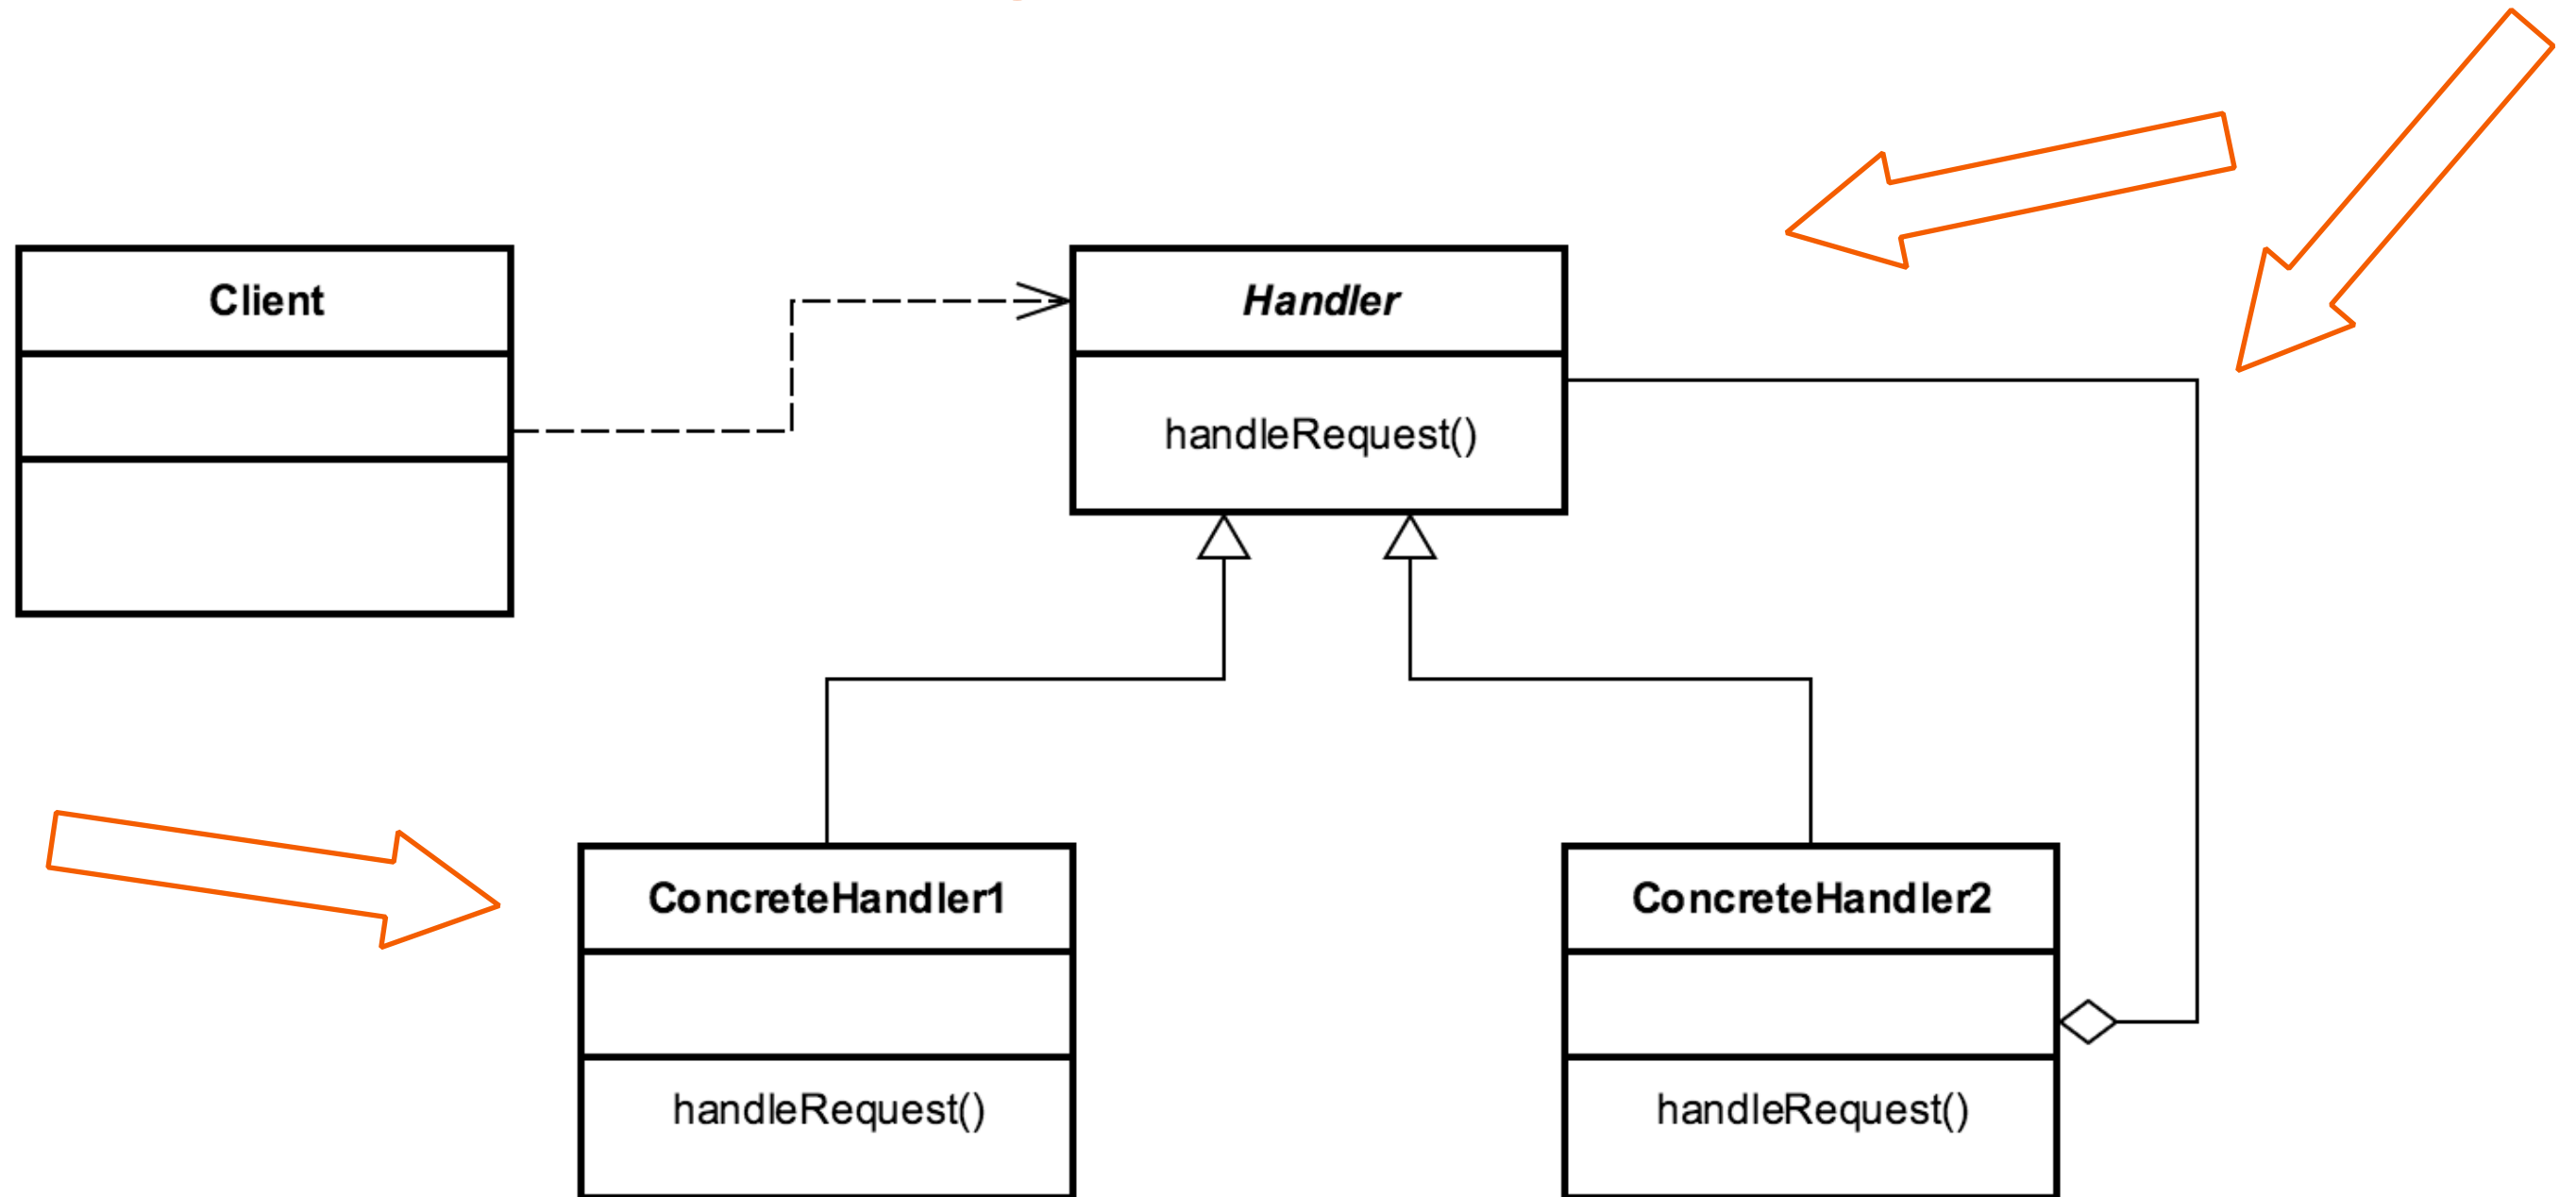 Client
Handler
handleRequest()
ConcreteHandler1
handleRequest()
ConcreteHandler2
handleRequest()